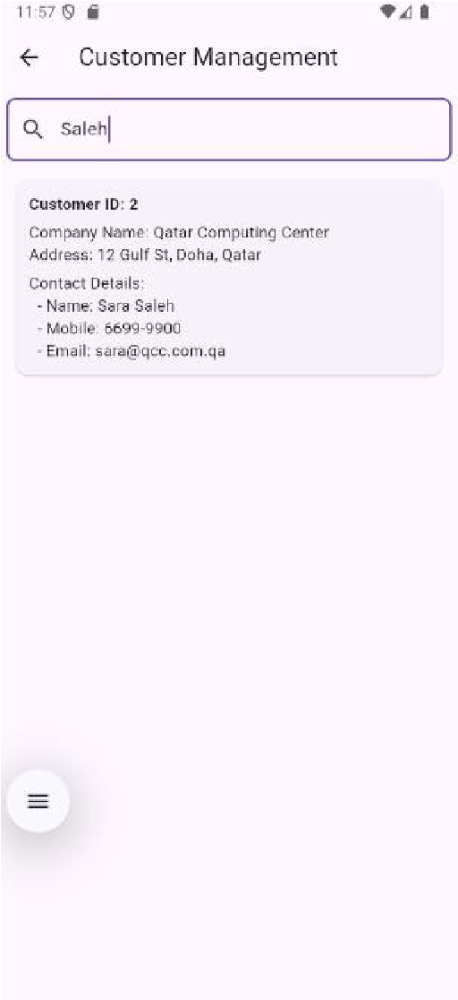 11:57
Customer Management
Saleh
Customer ID: 2
Company Name: Qatar Computing Center
Address: 12 Gulf St, Doha, Qatar
Contact Details:
- Name: Sara Saleh
- Mobile: 6699-9900
- Email: sara@qcc.com.qa